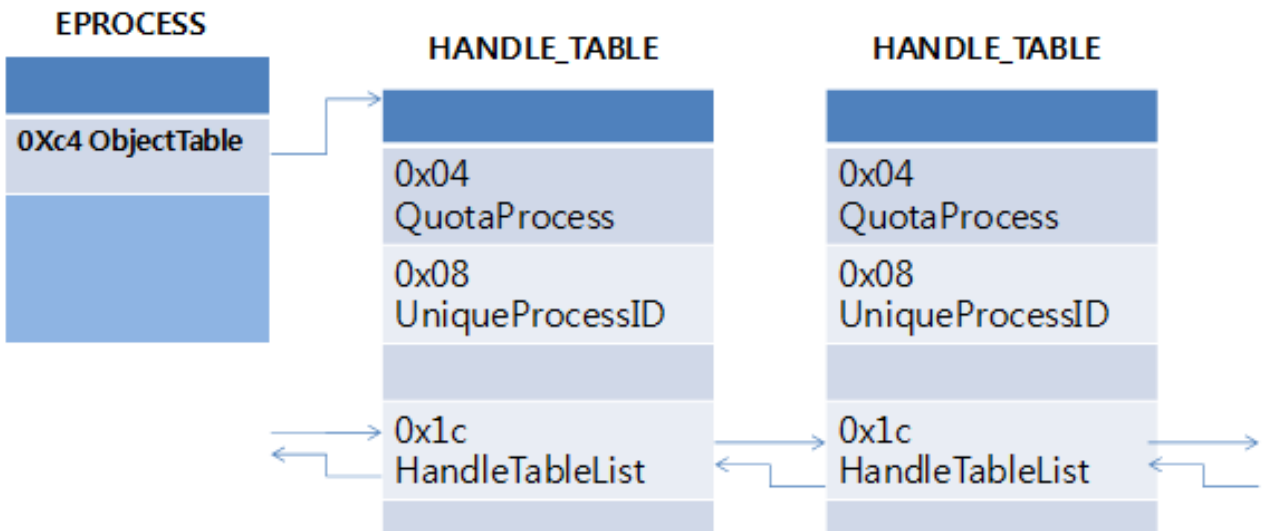 EPROCESS
0Xc4 ObjectTable
HANDLE_TABLE
0x04
QuotaProcess
0x08
UniqueProcessID
0x1c
HandleTableList
HANDLE_TABLE
0x04
QuotaProcess
0x08
UniqueProcessID
0x1c
HandleTableList